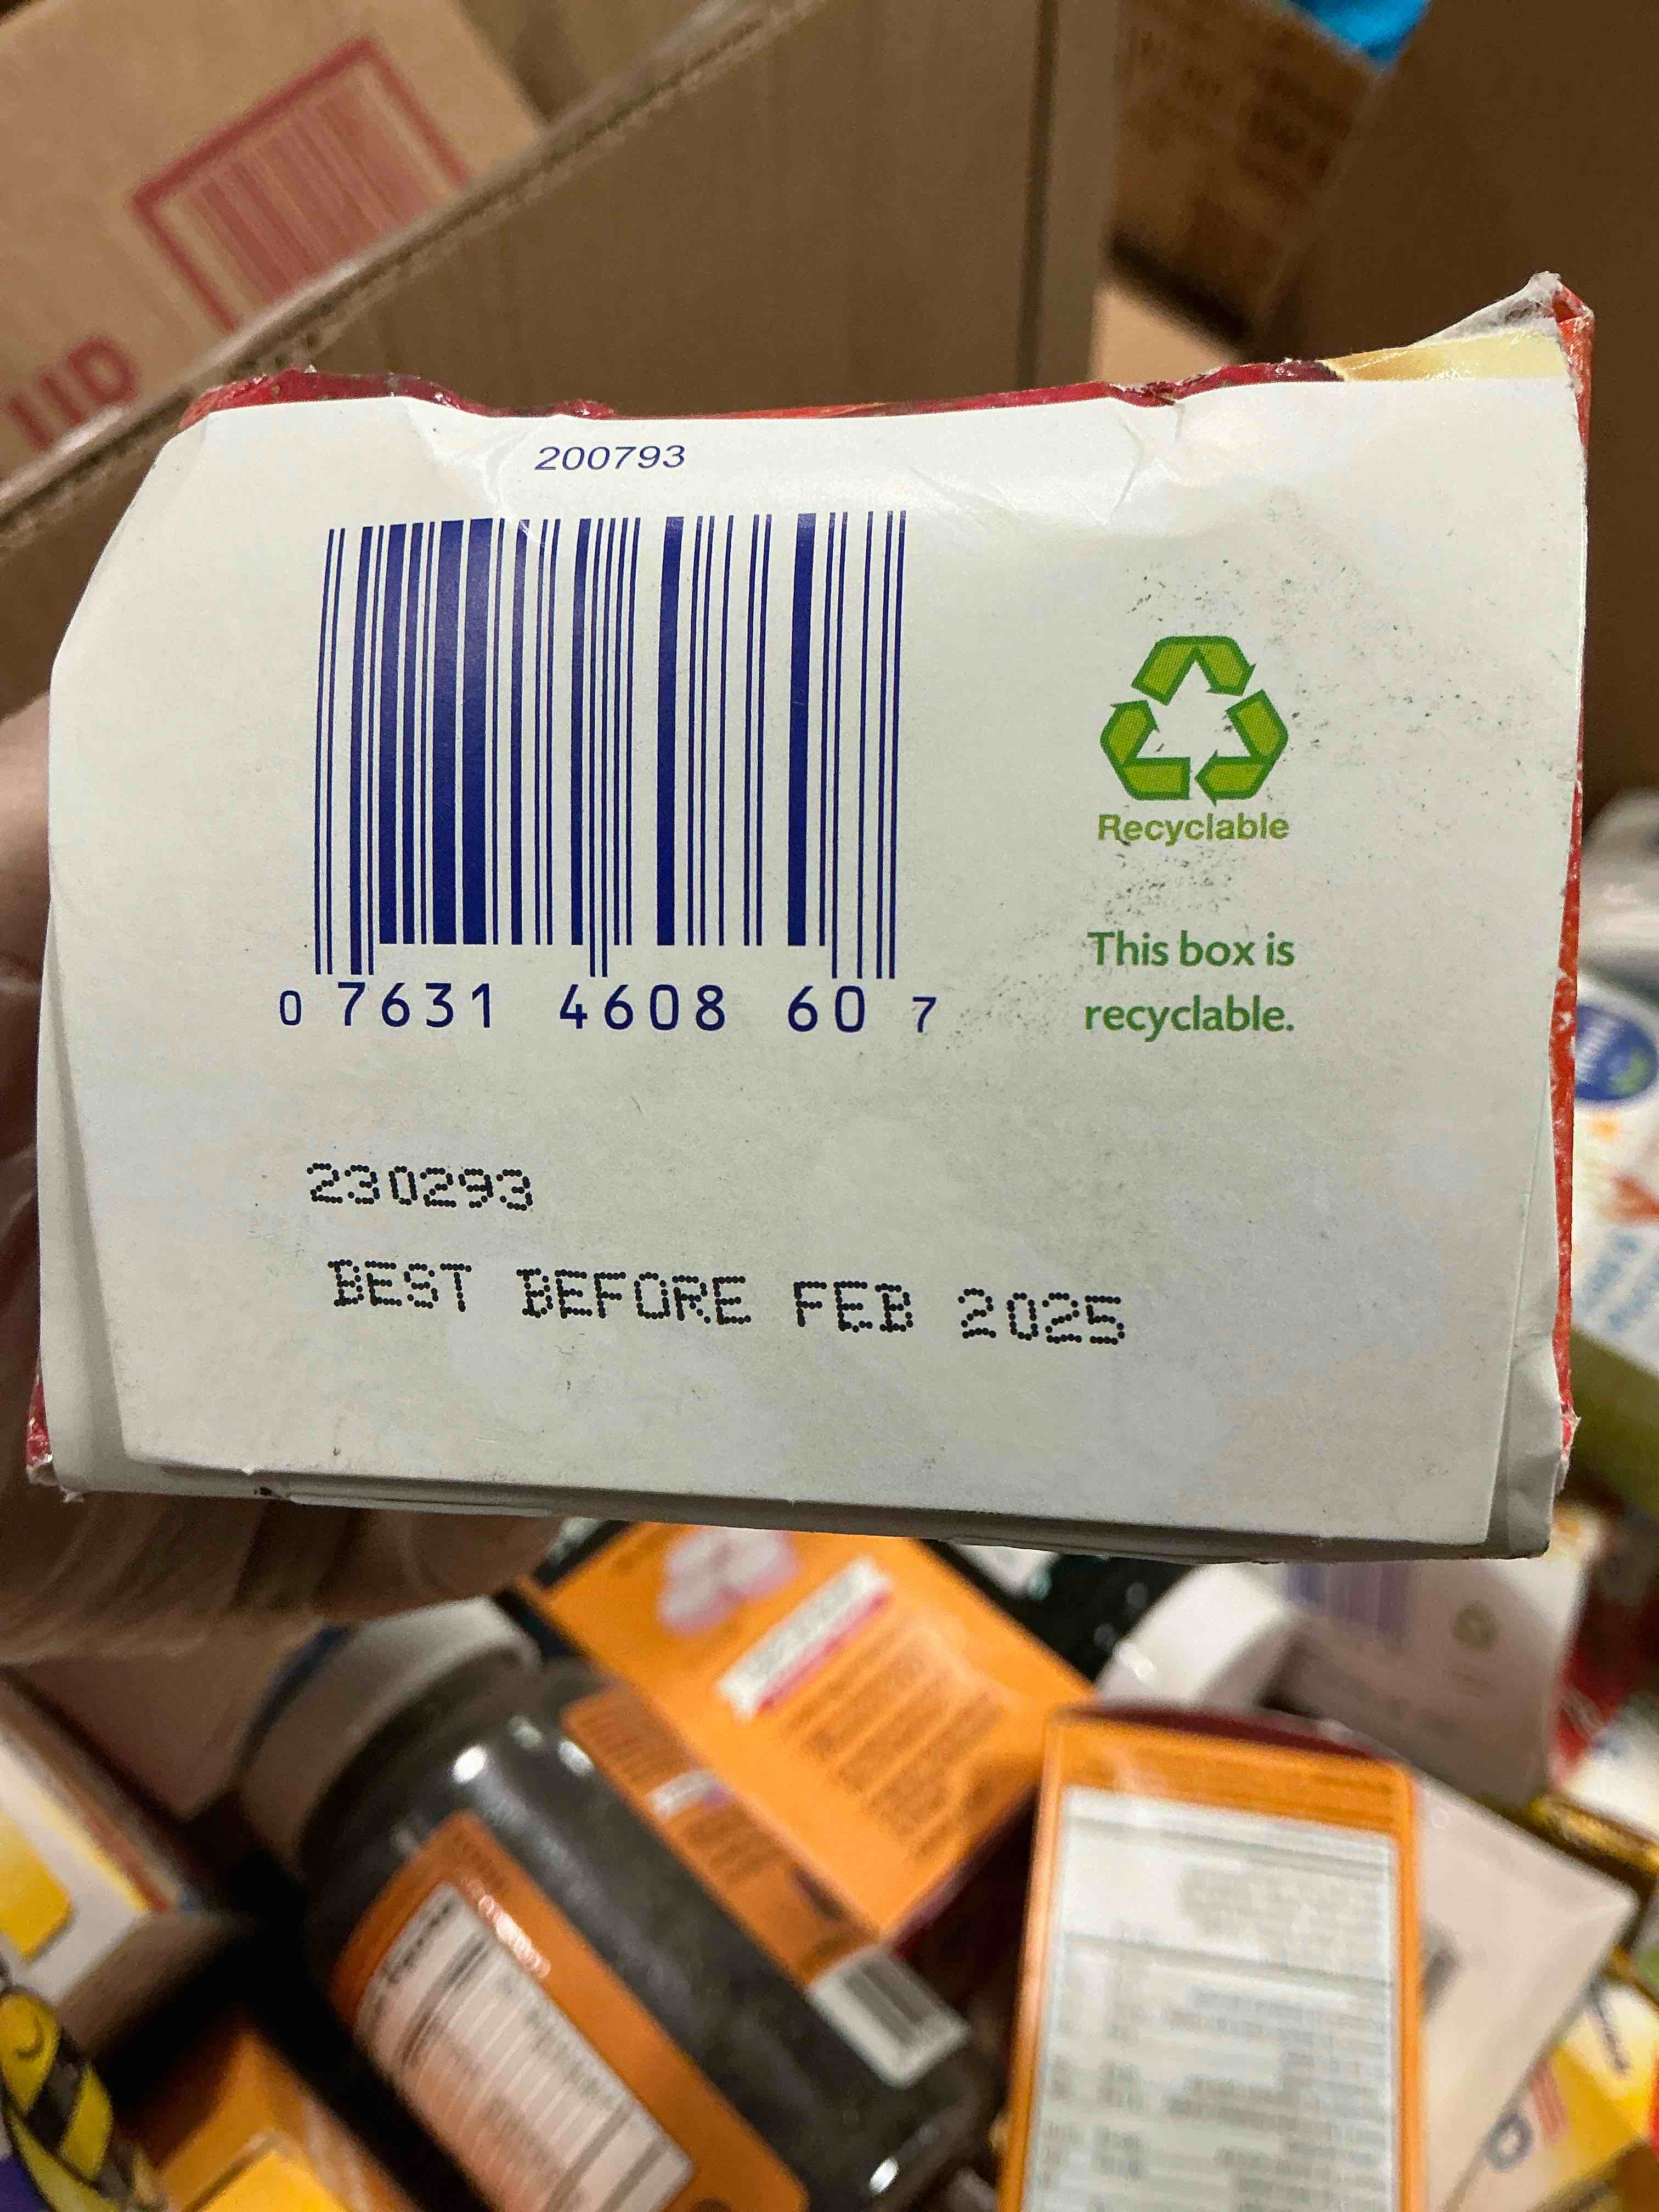 200793
0 7631 4608 60 7
Recyclable
This box is
recyclable.
230293
BEST BEFORE FEB 2025